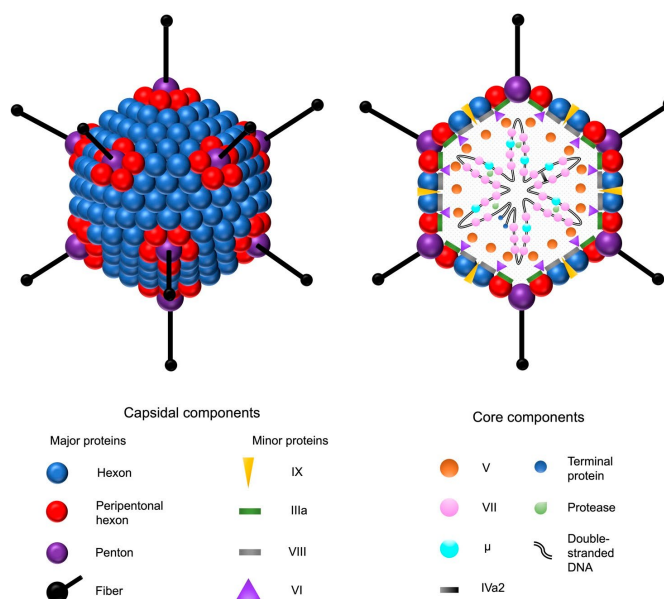 Capsidal components
Core components
Major proteins
Minor proteins
Hexon
Peripentonal
hexon
Penton
Fiber
IX
IIIa
VIII
VI
V
VII
μ
IVa2
Terminal
protein
Protease
Double-
stranded
DNA